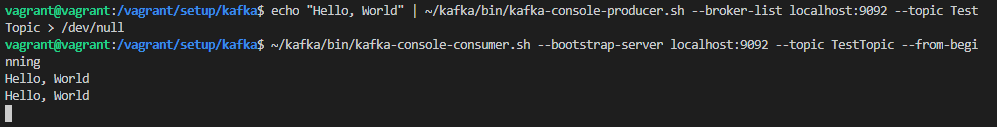 vagrant@vagrant:/vagrant/setup/kafka$ echo "Hello, World" | ~/kafka/bin/kafka-console-producer.sh --broker-list localhost:9092 --topic Test
Topic > /dev/null
vagrant@vagrant:/vagrant/setup/kafka$ ~/kafka/bin/kafka-console-consumer.sh --bootstrap-server localhost:9092 --topic TestTopic --from-begi
nning
Hello, World
Hello, World